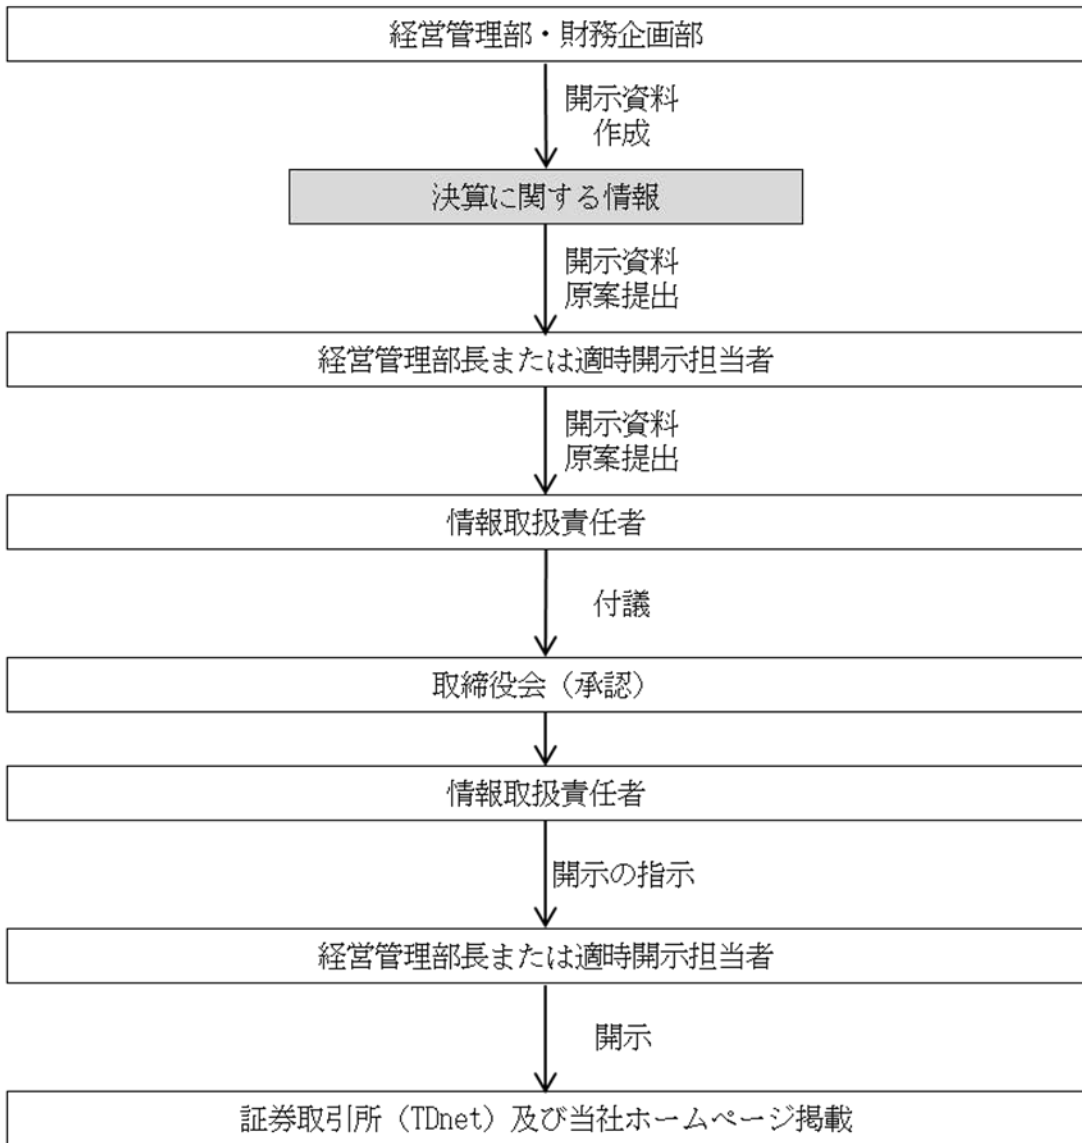 経営管理部・財務企画部
開示資料
作成
決算に関する情報
開示資料
原案提出
経営管理部長または適時開示担当者
開示資料
原案提出
情報取扱責任者
付議
取締役会（承認）
情報取扱責任者
開示の指示
経営管理部長または適時開示担当者
開示
証券取引所（TDnet）及び当社ホームページ掲載